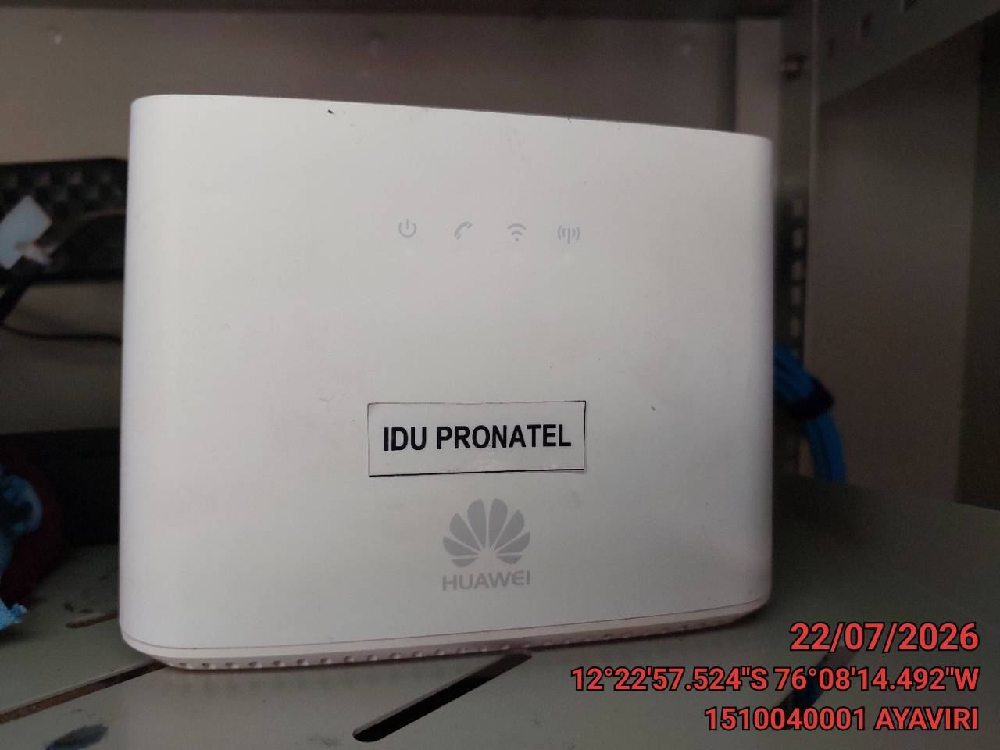 IDU PRONATEL
HUAWEI
22/07/2026
12°22'57.524"S 76°08'14.492"W
1510040001 AYAVIRI